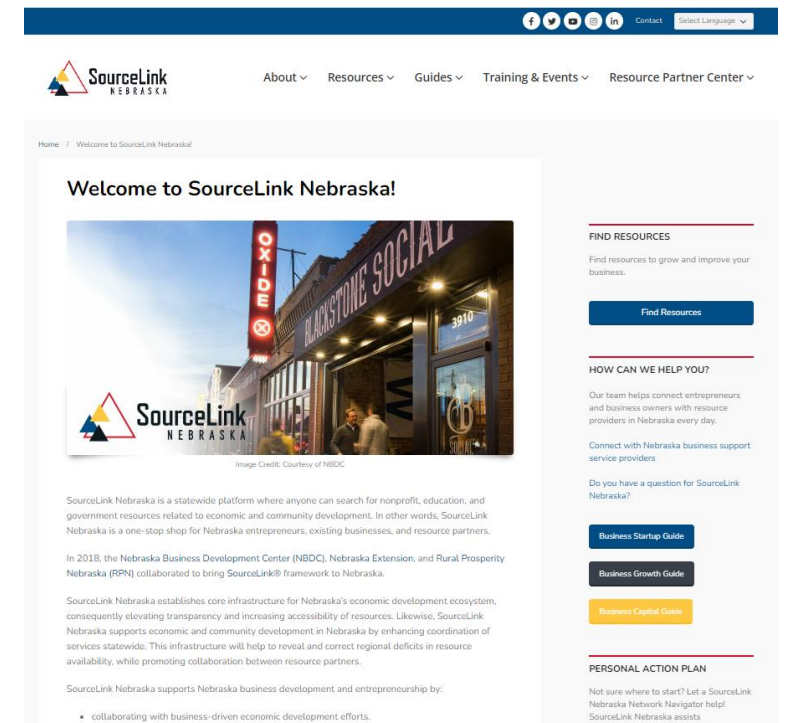 Contact
Select Language
SourceLink
NEBRASKA
About
Resources
Guides
Training & Events
Resource Partner Center
Home / Welcome to SourceLink Nebraska!
Welcome to SourceLink Nebraska!
OXIDE
BLACKSTONE SOCIAL
3910
SourceLink
NEBRASKA
Image Credit: Courtesy of NBDC
SourceLink Nebraska is a statewide platform where anyone can search for nonprofit, education, and
government resources related to economic and community development. In other words, SourceLink
Nebraska is a one-stop shop for Nebraska entrepreneurs, existing businesses, and resource partners.
In 2018, the Nebraska Business Development Center (NBDC), Nebraska Extension, and Rural Prosperity
Nebraska (RPN) collaborated to bring SourceLink® framework to Nebraska.
SourceLink Nebraska establishes core infrastructure for Nebraska's economic development ecosystem,
consequently elevating transparency and increasing accessibility of resources. Likewise, SourceLink
Nebraska supports economic and community development in Nebraska by enhancing coordination of
services statewide. This infrastructure will help to reveal and correct regional deficits in resource
availability, while promoting collaboration between resource partners.
SourceLink Nebraska supports Nebraska business development and entrepreneurship by:
• collaborating with business-driven economic development efforts.
FIND RESOURCES
Find resources to grow and improve your
business.
Find Resources
HOW CAN WE HELP YOU?
Our team helps connect entrepreneurs
and business owners with resource
providers in Nebraska every day.
Connect with Nebraska business support
service providers
Do you have a question for SourceLink
Nebraska?
Business Startup Guide
Business Growth Guide
Business Capital Guide
PERSONAL ACTION PLAN
Not sure where to start? Let a SourceLink
Nebraska Network Navigator help!
SourceLink Nebraska assists